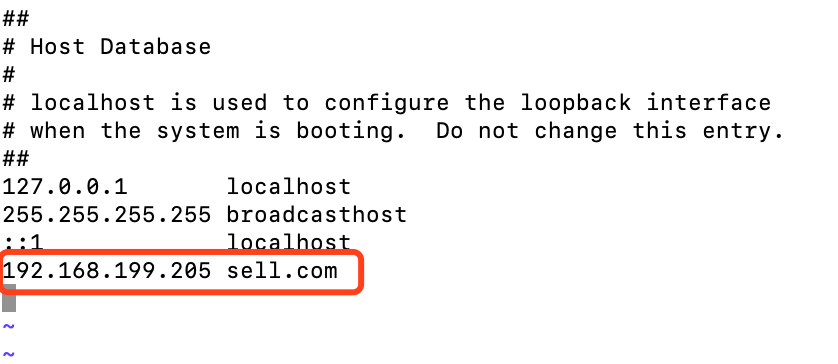 ##
# Host Database
#
# localhost is used to configure the loopback interface
# when the system is booting.  Do not change this entry.
##
127.0.0.1       localhost
255.255.255.255 broadcasthost
::1             localhost
192.168.199.205 sell.com
~
~